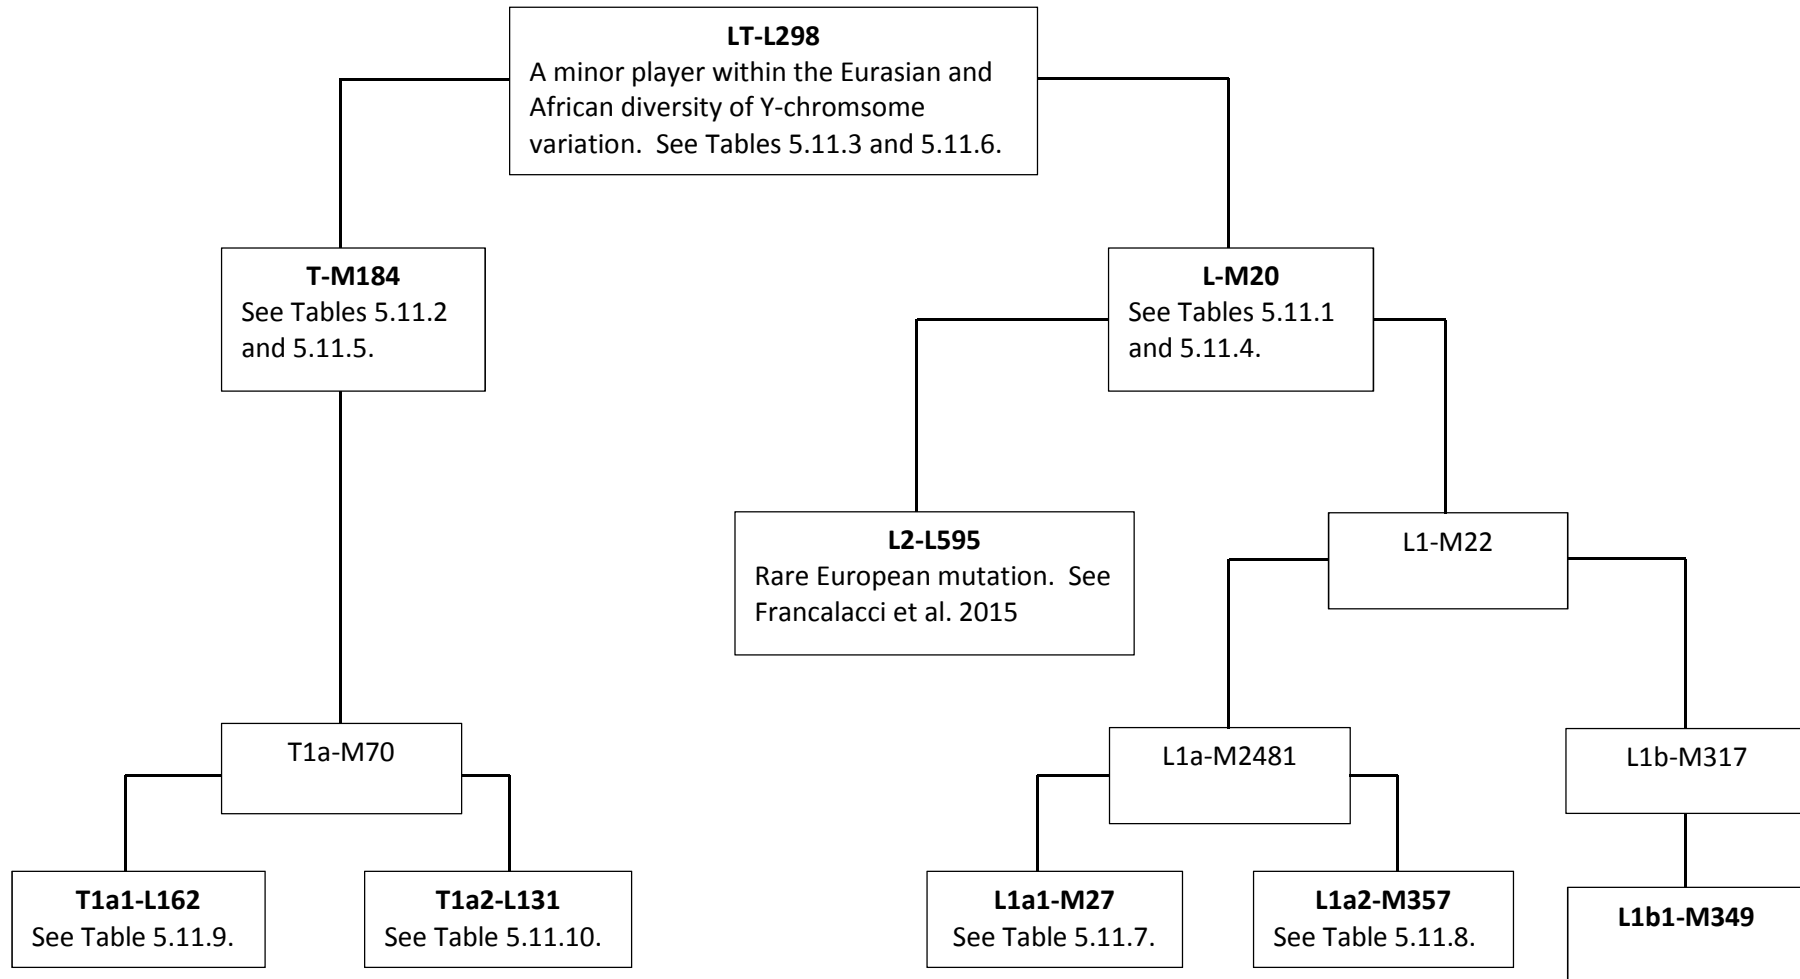 LT-L298
A minor player within the Eurasian and
African diversity of Y-chromsome
variation.  See Tables 5.11.3 and 5.11.6.
T-M184
See Tables 5.11.2
and 5.11.5.
L-M20
See Tables 5.11.1
and 5.11.4.
L2-L595
Rare European mutation.  See
Francalacci et al. 2015
L1-M22
T1a-M70
L1a-M2481
L1b-M317
T1a1-L162
See Table 5.11.9.
T1a2-L131
See Table 5.11.10.
L1a1-M27
See Table 5.11.7.
L1a2-M357
See Table 5.11.8.
L1b1-M349